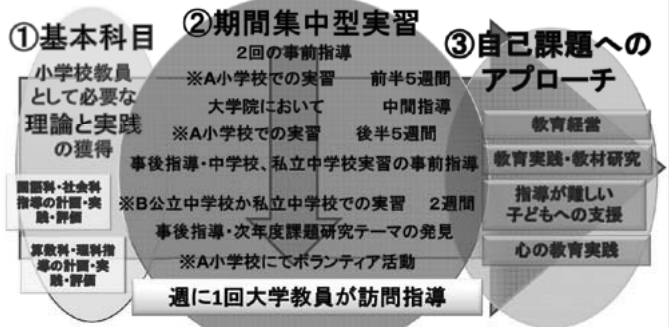 ①基本科目
小学校教員
として必要な
理論と実践
の獲得
国語科・社会科
指導の計画・実
践・評価
算数科・理科指
導の計画・実
践・評価
②期間集中型実習
2回の事前指導
※A小学校での実習 前半5週間
大学院において 中間指導
※A小学校での実習 後半5週間
事後指導・中学校、私立中学校実習の事前指導
※B公立中学校か私立中学校での実習 2週間
事後指導・次年度課題研究テーマの発見
※A小学校にてボランティア活動
週に1回大学教員が訪問指導
③自己課題への
アプローチ
教育経営
教育実践・教材研究
指導が難しい
子どもへの支援
心の教育実践